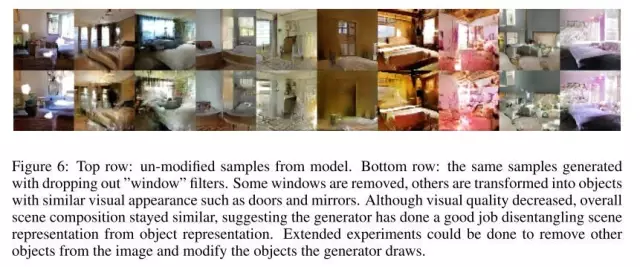 Figure 6: Top row: un-modified samples from model. Bottom row: the same samples generated
with dropping out ”window” filters. Some windows are removed, others are transformed into objects
with similar visual appearance such as doors and mirrors. Although visual quality decreased, overall
scene composition stayed similar, suggesting the generator has done a good job disentangling scene
representation from object representation. Extended experiments could be done to remove other
objects from the image and modify the objects the generator draws.